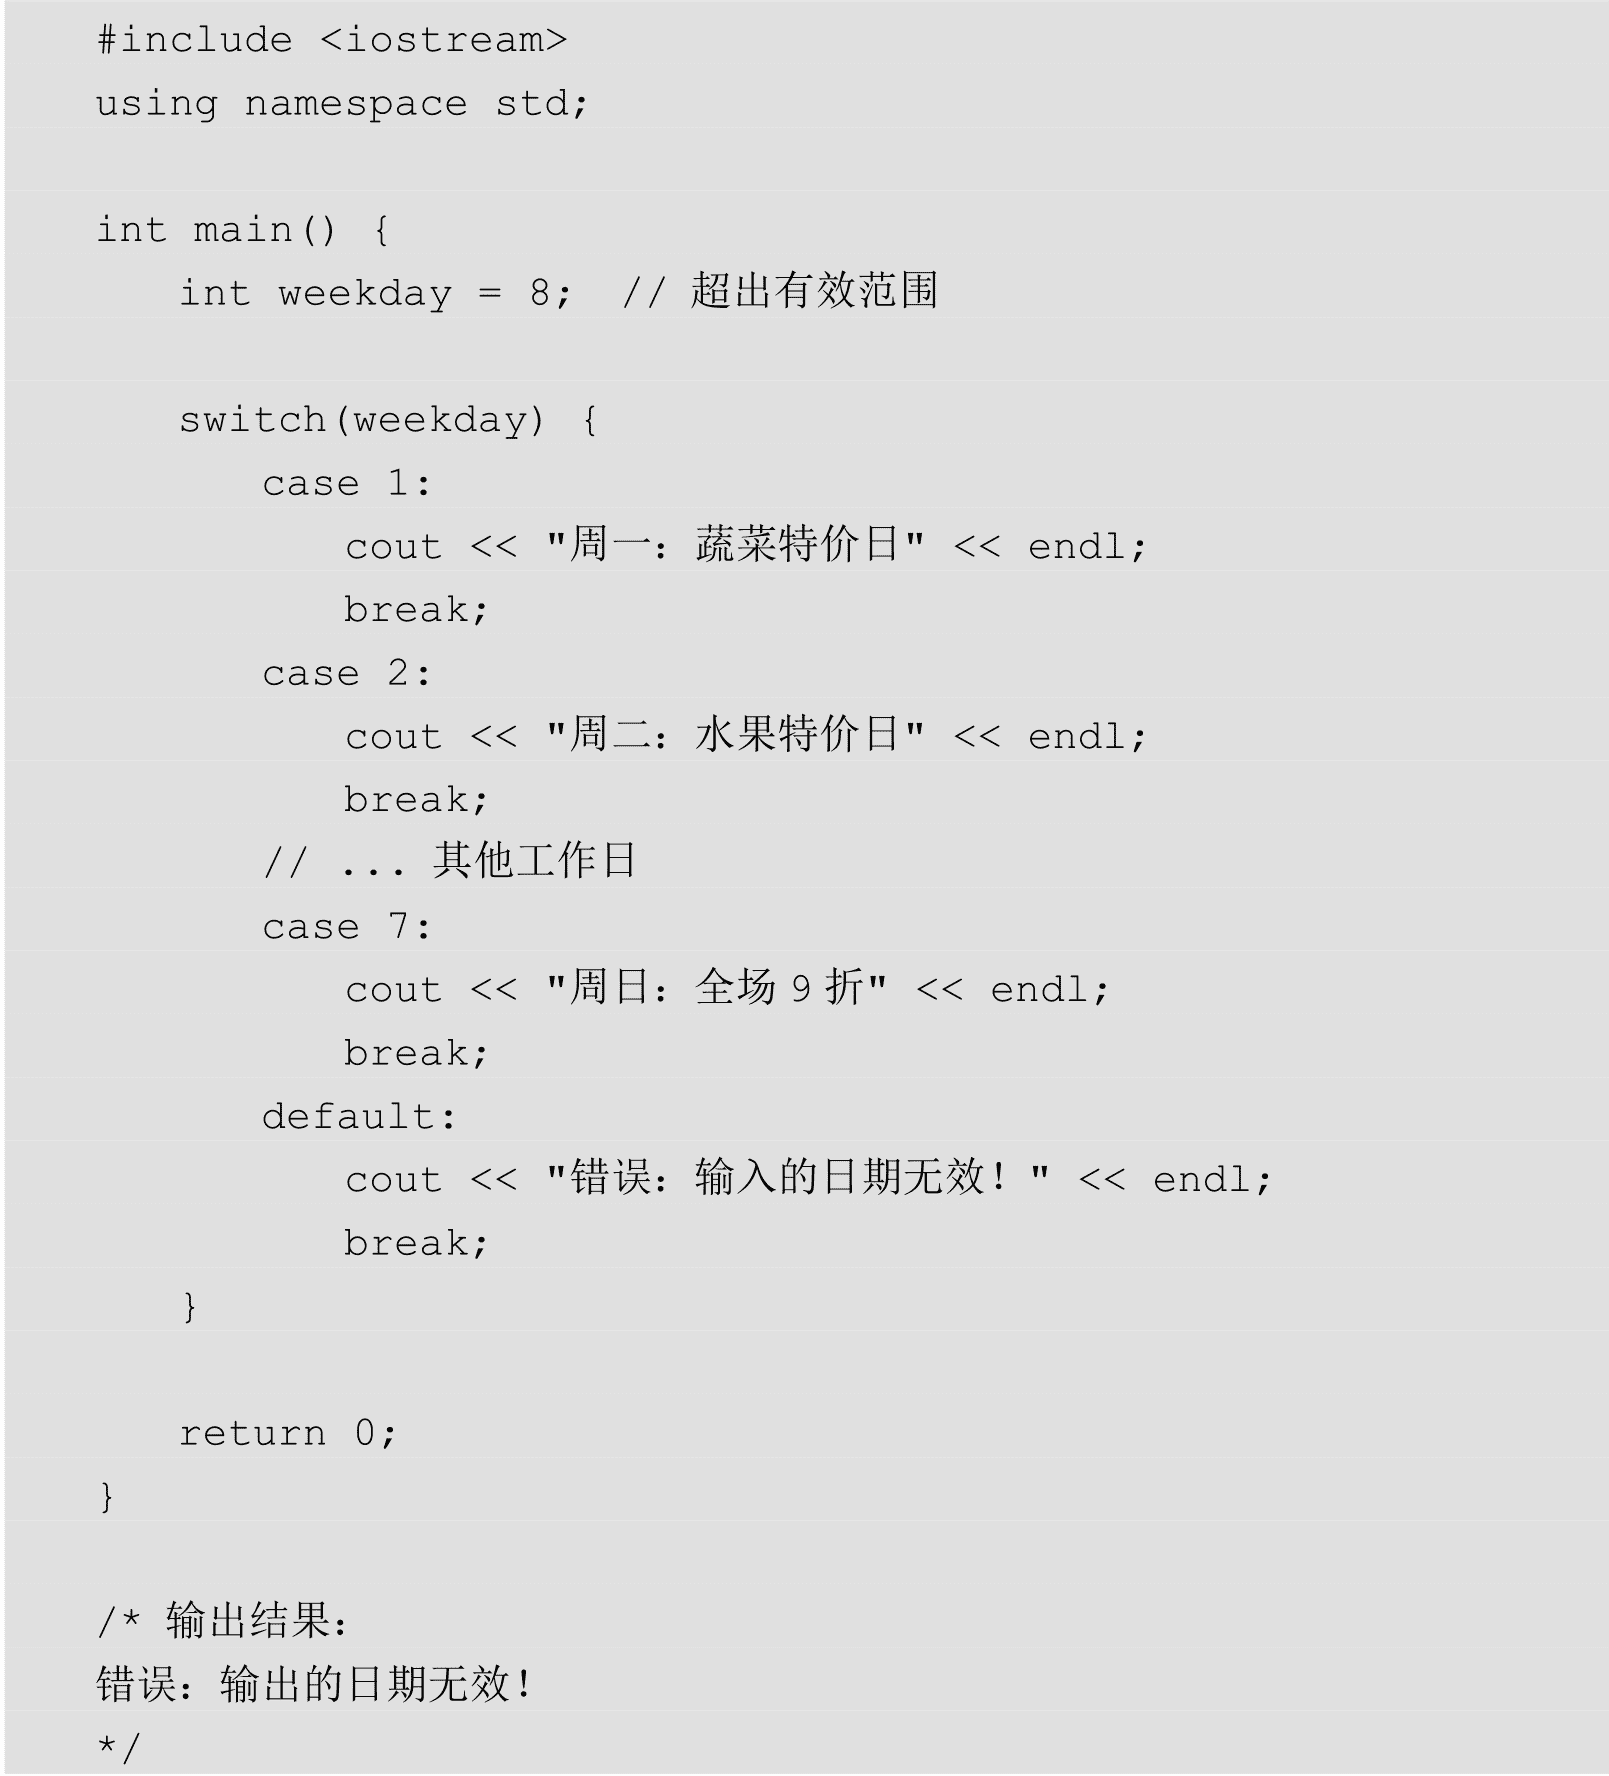 #include <iostream>
using namespace std;
int main() {
int weekday = 8;  // 超出有效范围
switch(weekday) {
case 1:
cout << "周一：蔬菜特价日" << endl;
break;
case 2:
cout << "周二：水果特价日" << endl;
break;
// ... 其他工作日
case 7:
cout << "周日：全场 9 折" << endl;
break;
default:
cout << "错误：输入的日期无效！" << endl;
break;
}
return 0;
}
/* 输出结果：
错误：输出的日期无效！
*/